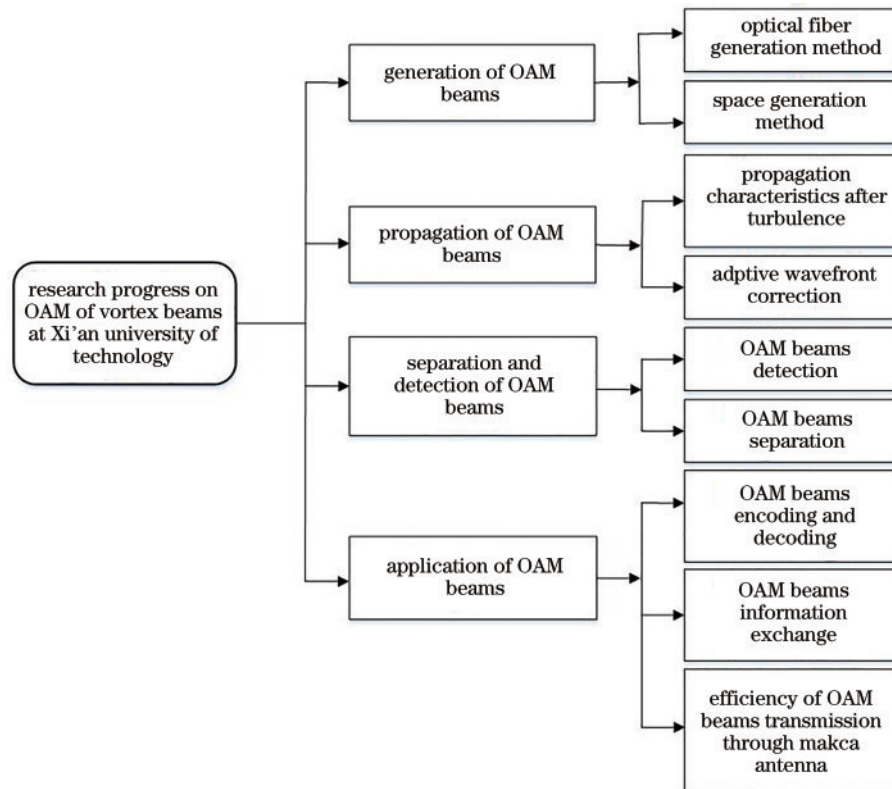 research progress on
OAM of vortex beams
at Xi'an university of
technology
generation of OAM
beams
optical fiber
generation method
space generation
method
propagation of OAM
beams
propagation
characteristics after
turbulence
adptive wavefront
correction
separation and
detection of OAM
beams
OAM beams
detection
OAM beams
separation
application of OAM
beams
OAM beams
encoding and
decoding
OAM beams
information
exchange
efficiency of OAM
beams transmission
through makca
antenna